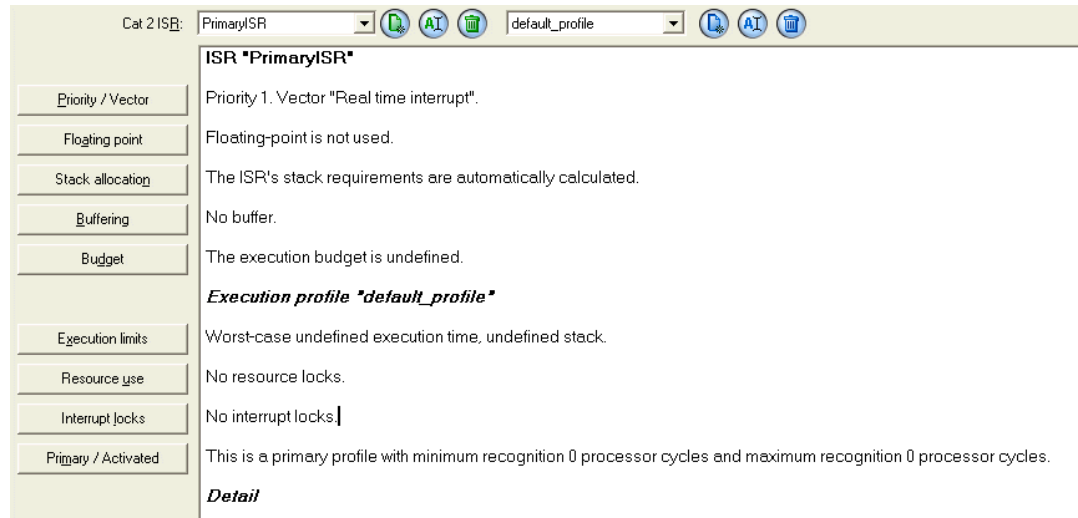 Cat 2 ISR: PrimaryISR default_profile
ISR "PrimaryISR"
Priority / Vector Priority 1. Vector "Real time interrupt".
Floating point Floating-point is not used.
Stack allocation The ISR's stack requirements are automatically calculated.
Buffering No buffer.
Budget The execution budget is undefined.
Execution profile "default_profile"
Execution limits Worst-case undefined execution time, undefined stack.
Resource use No resource locks.
Interrupt locks No interrupt locks.
Primary / Activated This is a primary profile with minimum recognition 0 processor cycles and maximum recognition 0 processor cycles.
Detail